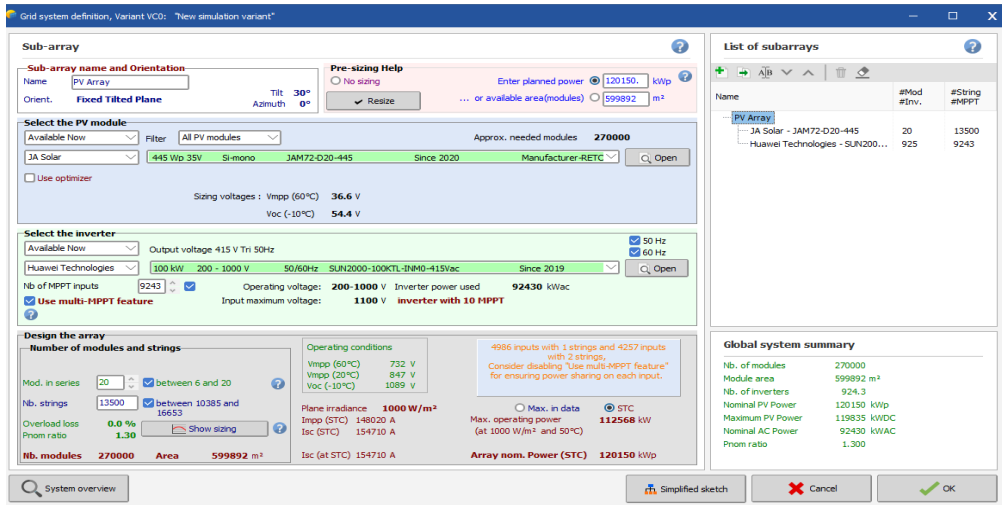 Grid system definition, Variant VC0: "New simulation variant"
Sub-array
Sub-array name and Orientation
Name PV Array
Orient. Fixed Tilted Plane
Tilt 30°
Azimuth 0°
Pre-sizing Help
No sizing
Resize
Enter planned power 120150. kWp
... or available area(modules) 599892 m²
Select the PV module
Available Now Filter All PV modules Approx. needed modules 270000
JA Solar 445 Wp 35V Si-mono JAM72-D20-445 Since 2020 Manufacturer-RETC Open
Use optimizer
Sizing voltages : Vmpp (60°C) 36.6 V
Voc (-10°C) 54.4 V
Select the inverter
Available Now Output voltage 415 V Tri 50Hz
50 Hz
60 Hz
Huawei Technologies 100 kW 200 - 1000 V 50/60Hz SUN2000-100KTL-INM0-415Vac Since 2019 Open
Nb of MPPT inputs 9243 Operating voltage: 200-1000 V Inverter power used 92430 kWac
Use multi-MPPT feature Input maximum voltage: 1100 V inverter with 10 MPPT
Design the array
Number of modules and strings
Mod. in series 20 between 6 and 20
Nb. strings 13500 between 10385 and
16653
Overload loss 0.0 %
Pnom ratio 1.30
Show sizing
Nb. modules 270000 Area 599892 m²
Operating conditions
Vmpp (60°C) 732 V
Vmpp (20°C) 847 V
Voc (-10°C) 1089 V
Plane irradiance 1000 W/m²
Impp (STC) 148020 A
Isc (STC) 154710 A
Isc (at STC) 154710 A
4986 inputs with 1 strings and 4257 inputs
with 2 strings,
Consider disabling "Use multi-MPPT feature"
for ensuring power sharing on each input.
Max. in data STC
Max. operating power 112568 kW
(at 1000 W/m² and 50°C)
Array nom. Power (STC) 120150 kWp
List of subarrays
Name #Mod #String
#Inv. #MPPT
PV Array
JA Solar - JAM72-D20-445 20 13500
Huawei Technologies - SUN200... 925 9243
Global system summary
Nb. of modules 270000
Module area 599892 m²
Nb. of inverters 924.3
Nominal PV Power 120150 kWp
Maximum PV Power 119835 kWDC
Nominal AC Power 92430 kWAC
Pnom ratio 1.300
System overview
Simplified sketch
Cancel
OK